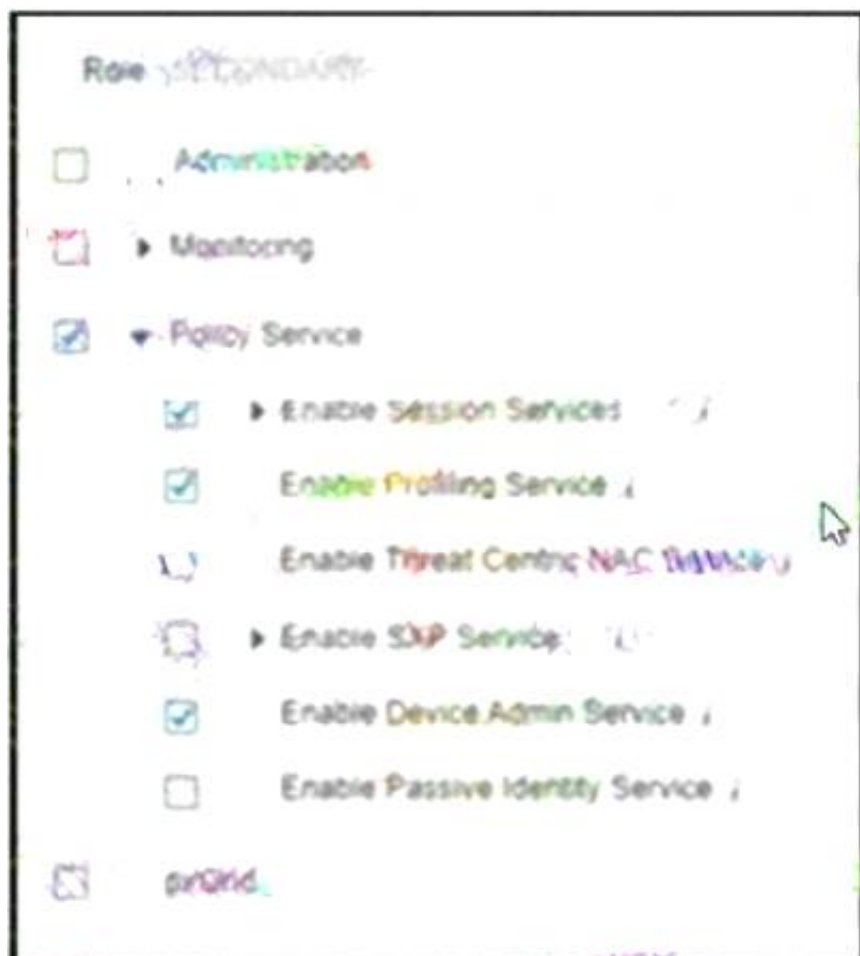 Role SECONDARY
Administration
Monitoring
Policy Service
Enable Session Services
Enable Profiling Service
Enable Threat Centric NAC Service
Enable SXP Service
Enable Device Admin Service
Enable Passive Identity Service
pxGrid